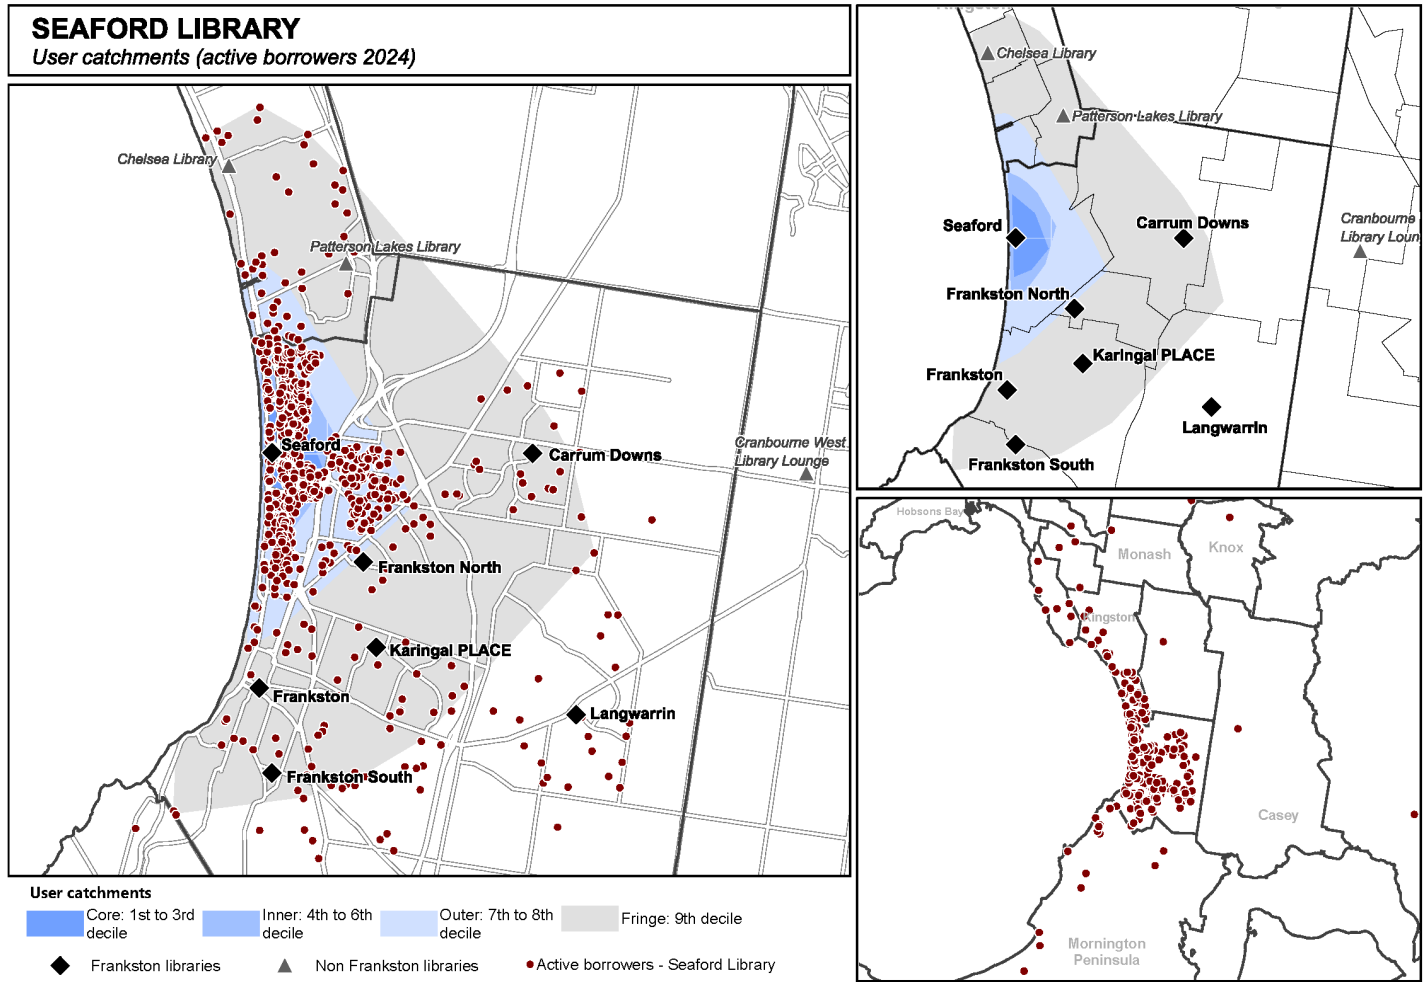 SEAFORD LIBRARY
User catchments (active borrowers 2024)
Chelsea Library
Patterson Lakes Library
Seaford
Carrum Downs
Cranbourne West
Library Lounge
Frankston North
Karingal PLACE
Frankston
Langwarrin
Frankston South
Chelsea Library
Patterson Lakes Library
Seaford
Carrum Downs
Cranbourne
Library Loun
Frankston North
Karingal PLACE
Frankston
Langwarrin
Frankston South
Hobsons Bay
Monash
Knox
Kingston
Casey
Mornington
Peninsula
User catchments
Core: 1st to 3rd
decile
Inner: 4th to 6th
decile
Outer: 7th to 8th
decile
Fringe: 9th decile
Frankston libraries
Non Frankston libraries
Active borrowers - Seaford Library